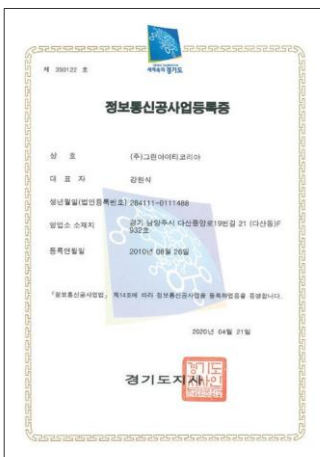 세계속의 경기도
제 350122 호
정보통신공사업등록증
상 호 (주)그린아이티코리아
대 표 자 강한식
생년월일(법인등록번호) 284111-0111488
영업소 소재지 경기 남양주시 다산중앙로19번길 21 (다산동)F
932호
등록연월일 2010년 08월 26일
「정보통신공사업법」 제14조에 따라 정보통신공사업을 등록하였음을 증명합니다.
2020년 04월 21일
경기도지사